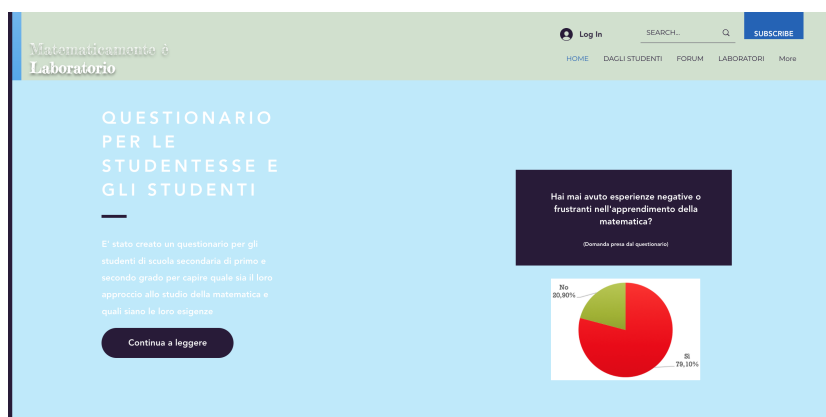 Matematicamente è
Laboratorio
Log In
SEARCH...
SUBSCRIBE
HOME DAGLI STUDENTI FORUM LABORATORI More
QUESTIONARIO
PER LE
STUDENTESSE E
GLI STUDENTI
E' stato creato un questionario per gli
studenti di scuola secondaria di primo e
secondo grado per capire quale sia il loro
approccio allo studio della matematica e
quali siano le loro esigenze
Continua a leggere
Hai mai avuto esperienze negative o
frustranti nell'apprendimento della
matematica?
(Domanda presa dal questionario)
No
20,90%
Sì
79,10%